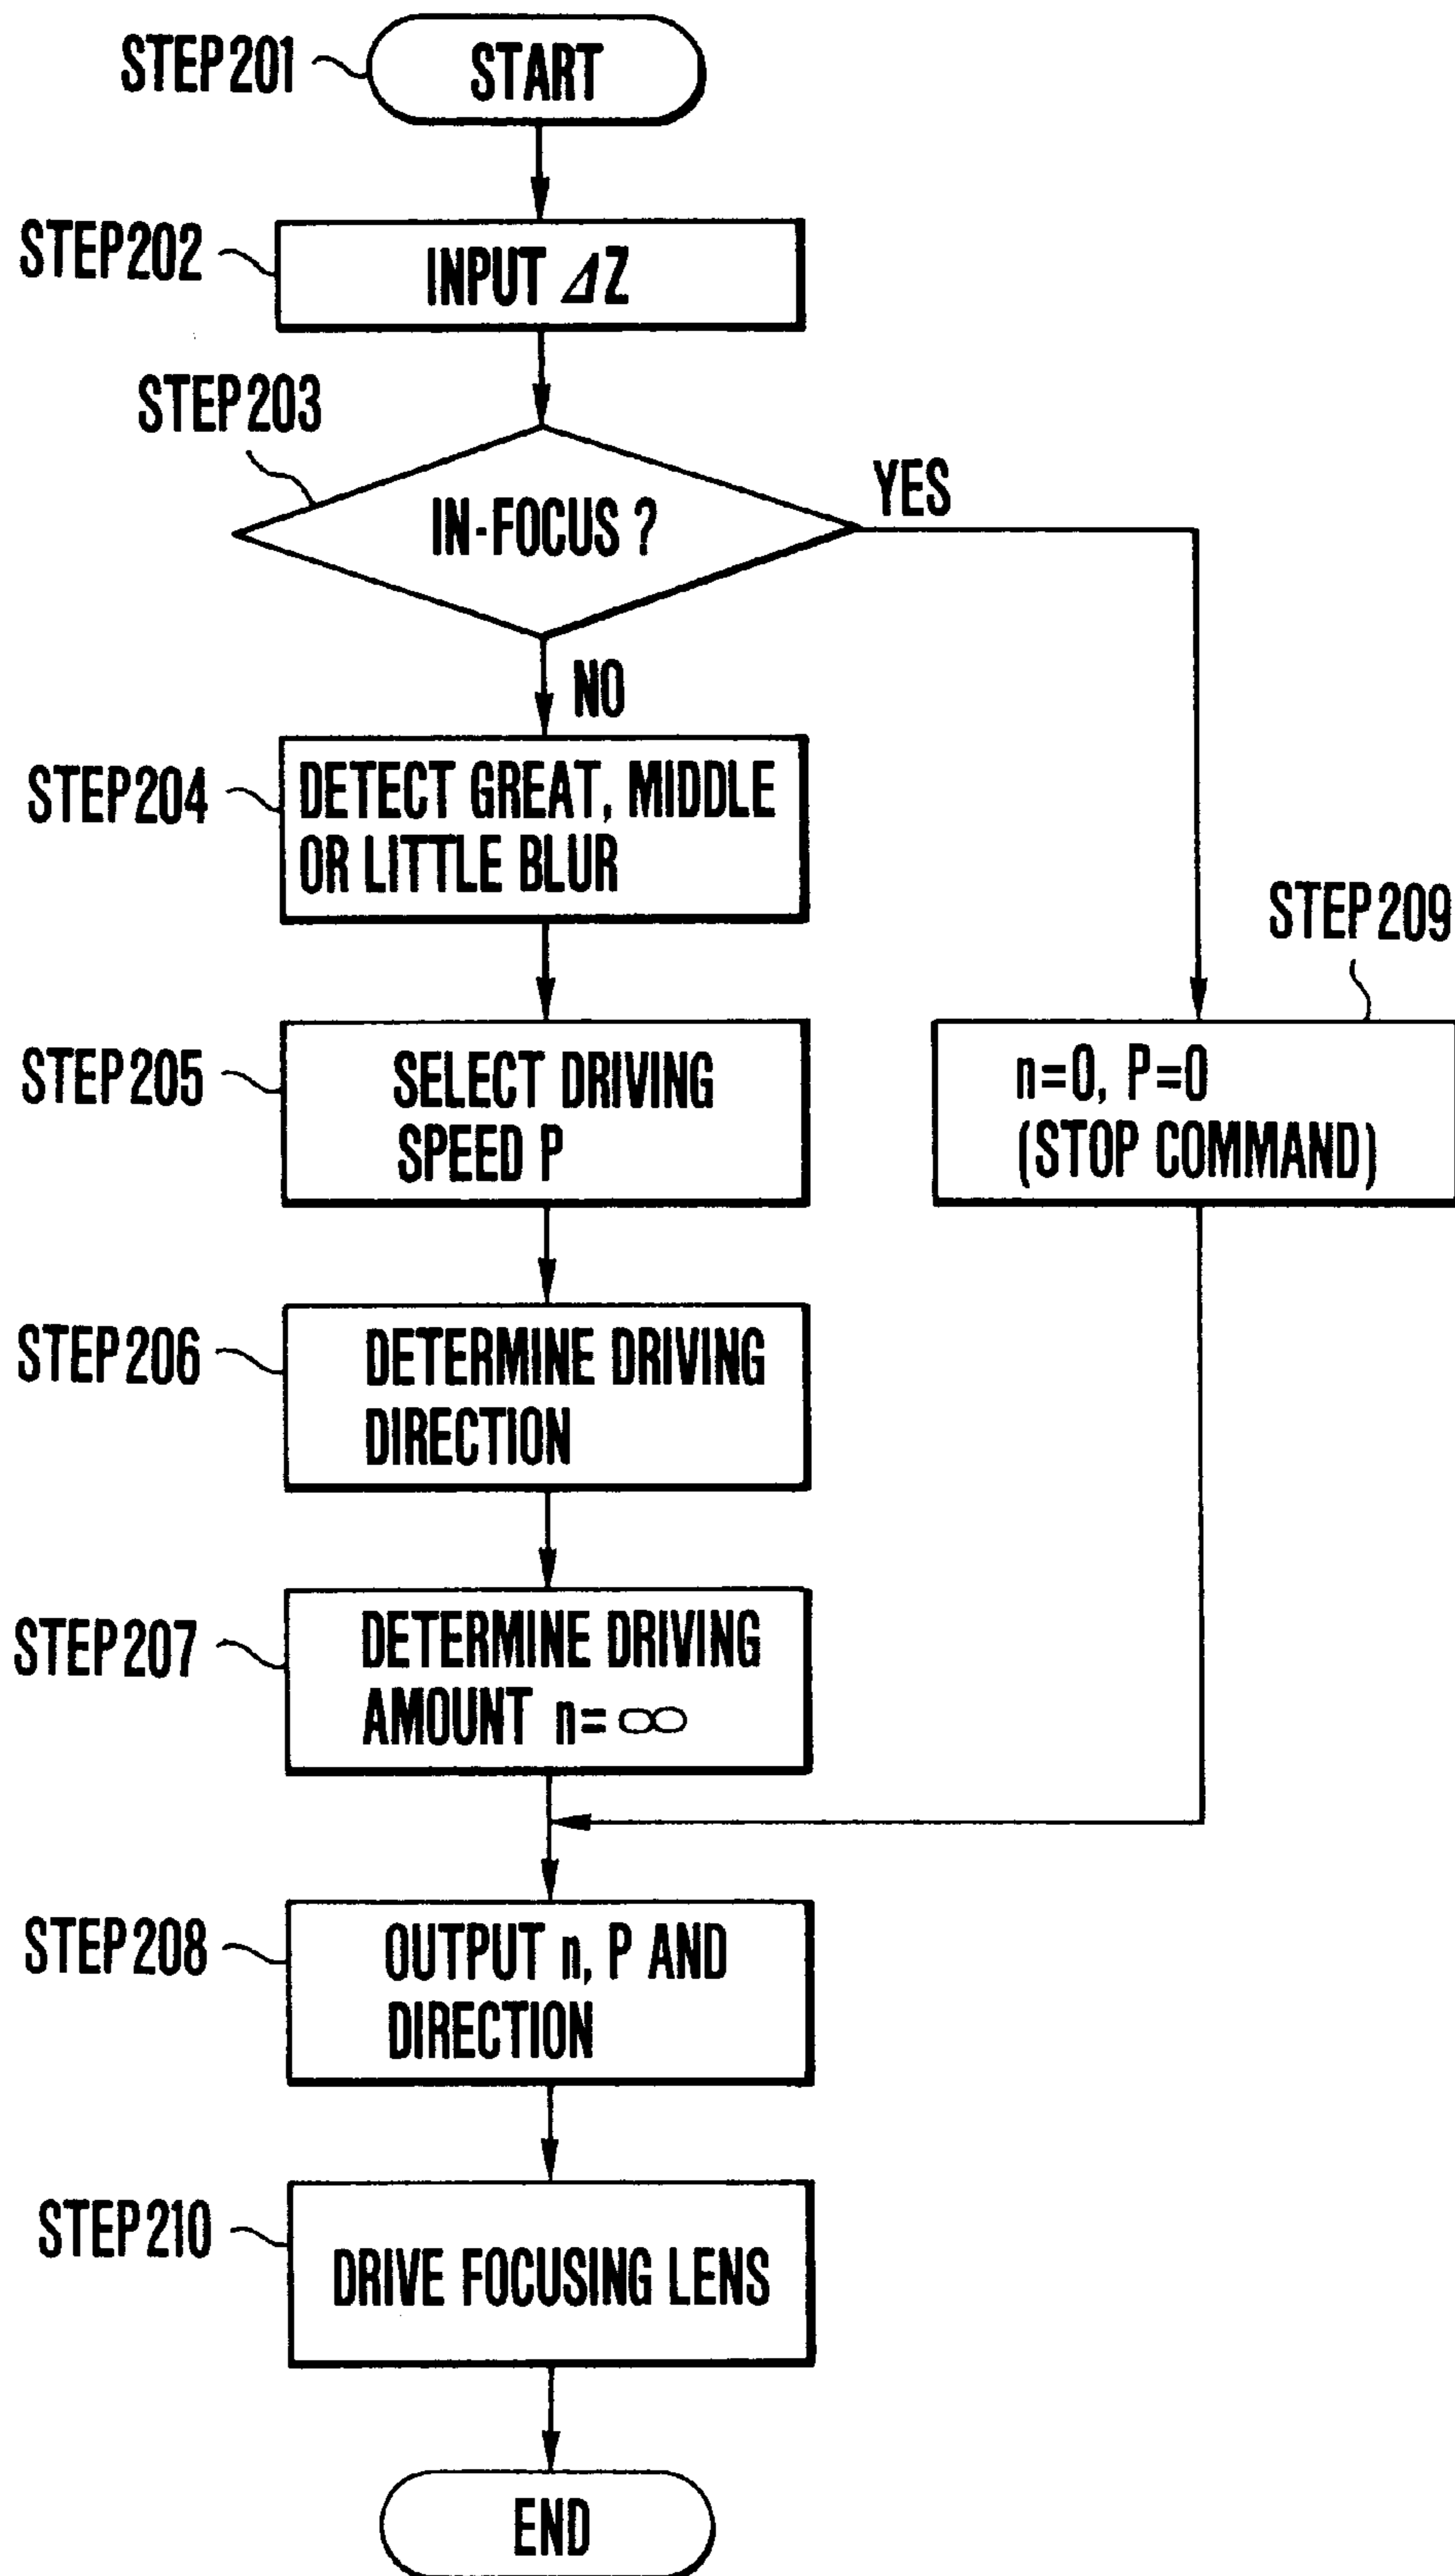 STEP201
START
STEP202
INPUT ΔZ
STEP203
IN-FOCUS ?
YES
NO
STEP204
DETECT GREAT, MIDDLE
OR LITTLE BLUR
STEP209
STEP205
SELECT DRIVING
SPEED P
n=0, P=0
(STOP COMMAND)
STEP206
DETERMINE DRIVING
DIRECTION
STEP207
DETERMINE DRIVING
AMOUNT n=∞
STEP208
OUTPUT n, P AND
DIRECTION
STEP210
DRIVE FOCUSING LENS
END